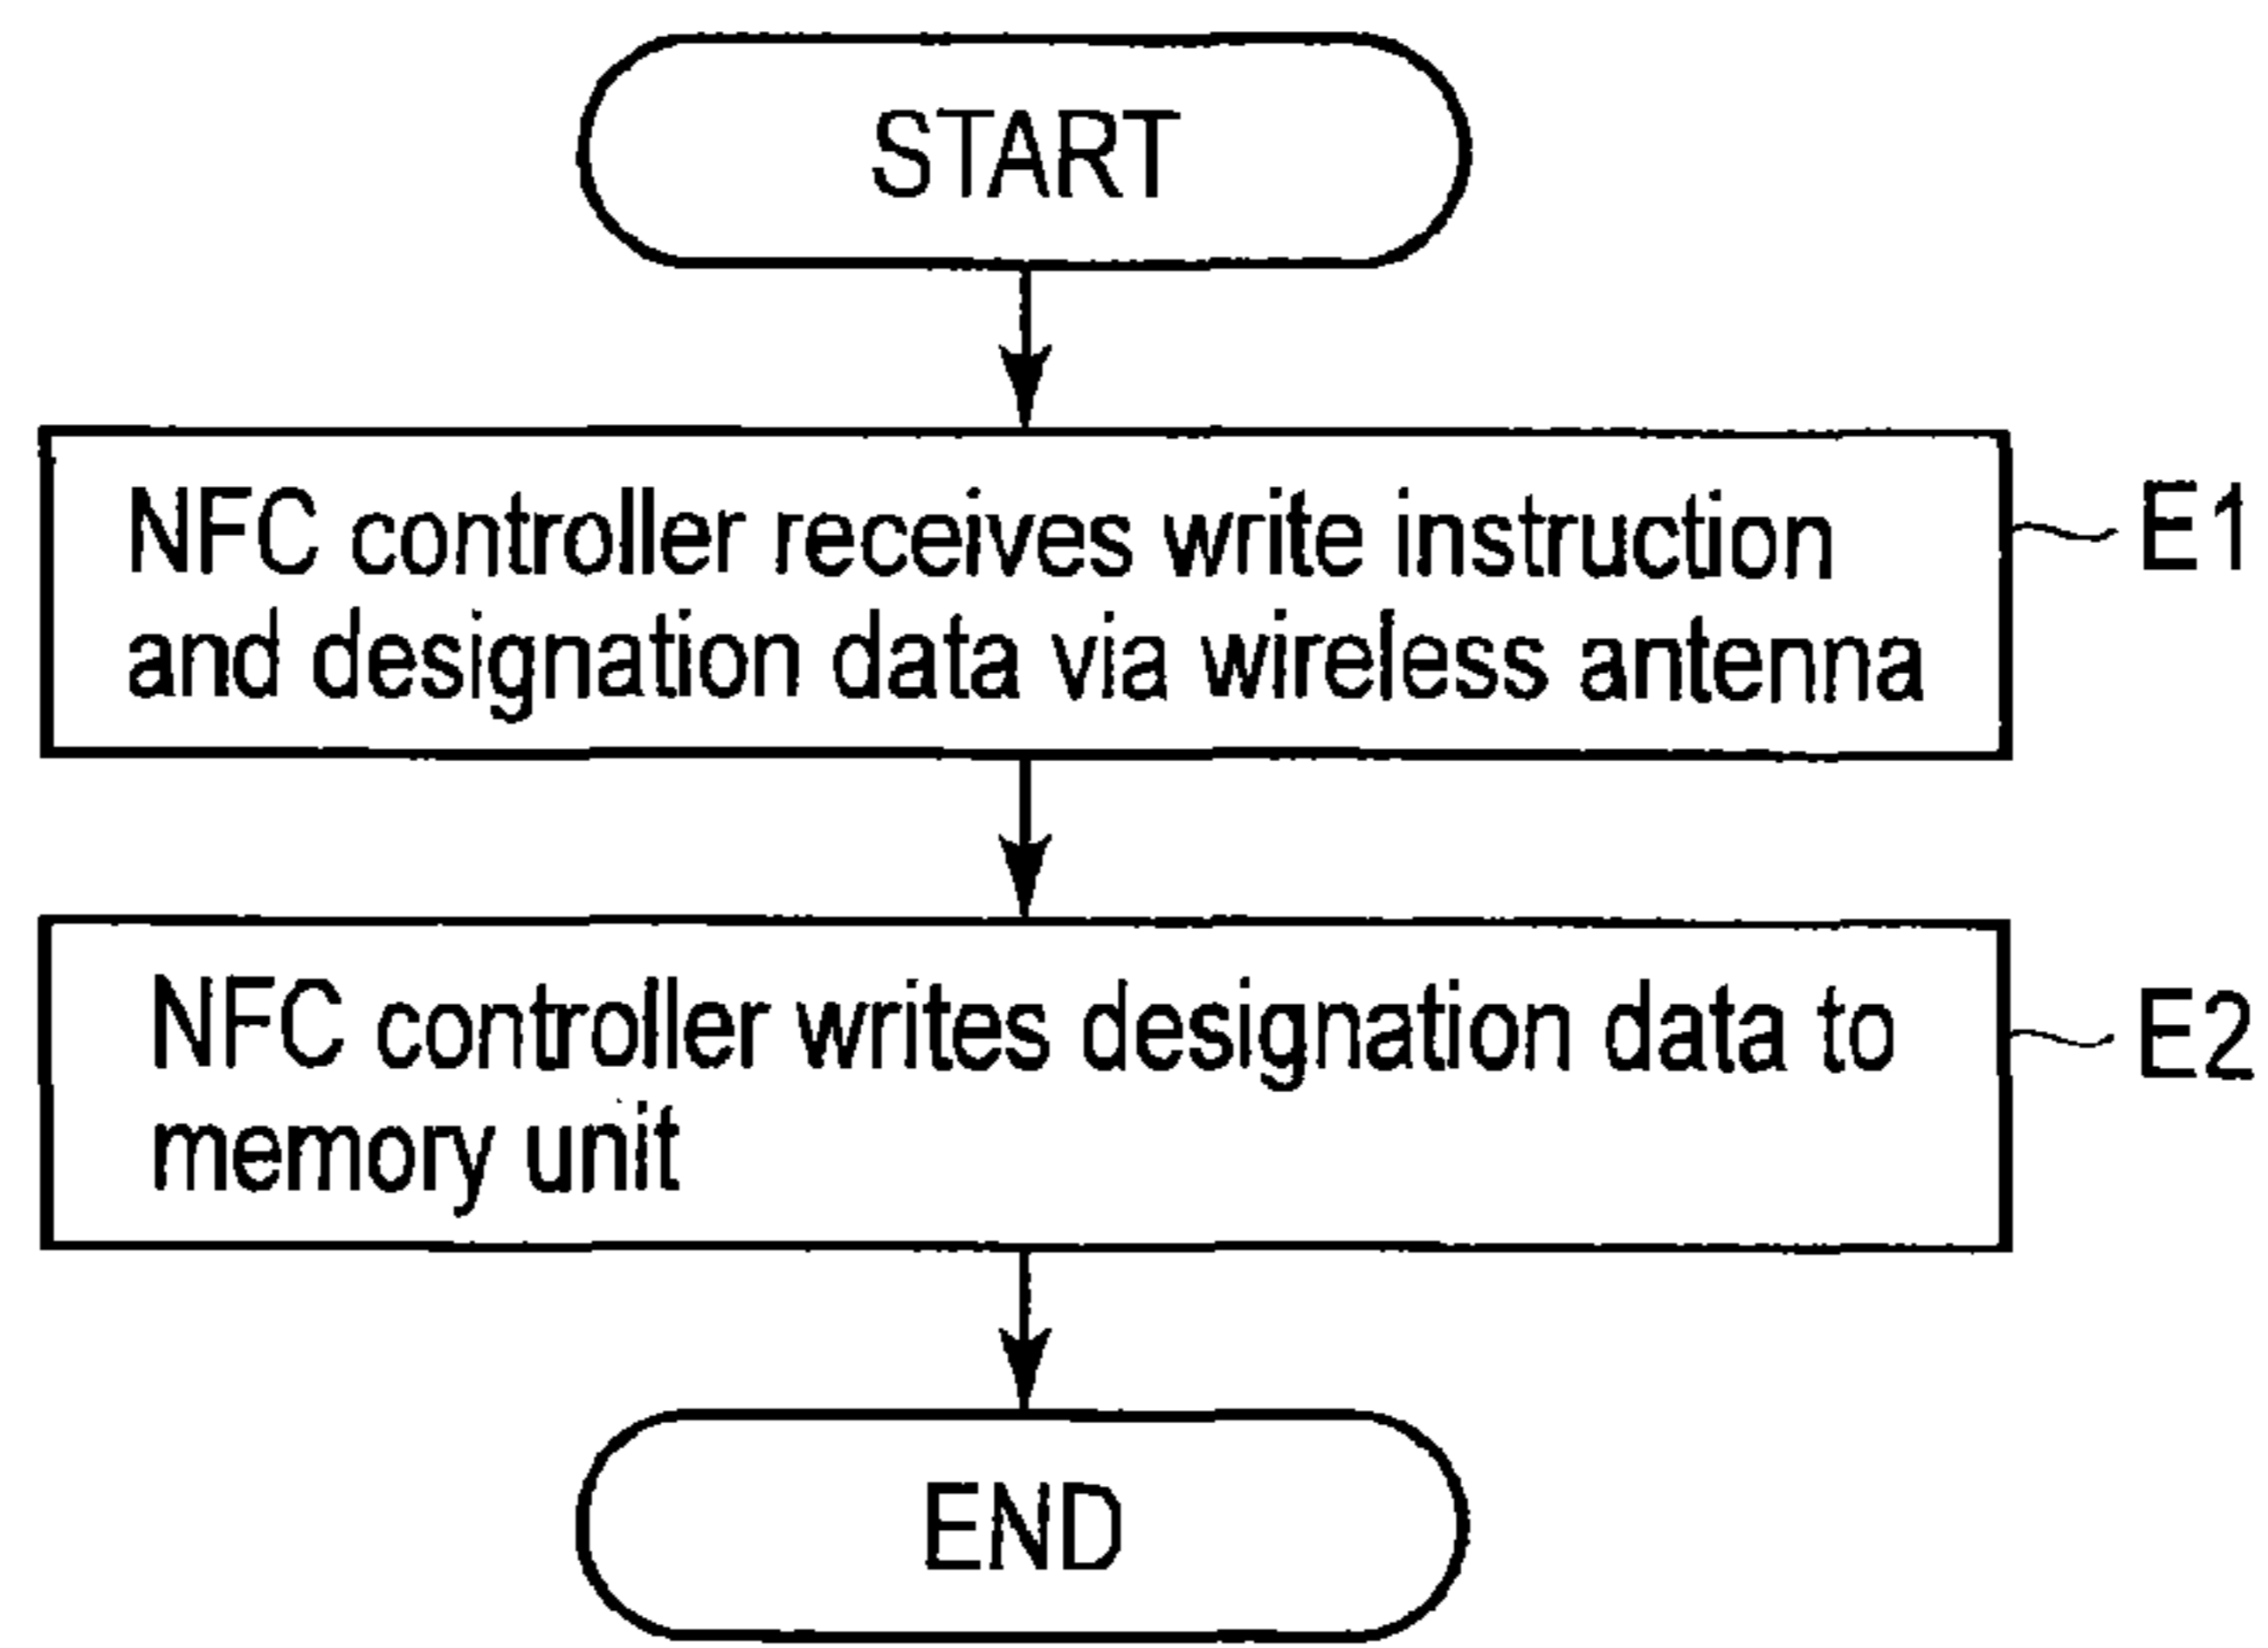 START
NFC controller receives write instruction
and designation data via wireless antenna
E1
NFC controller writes designation data to
memory unit
E2
END